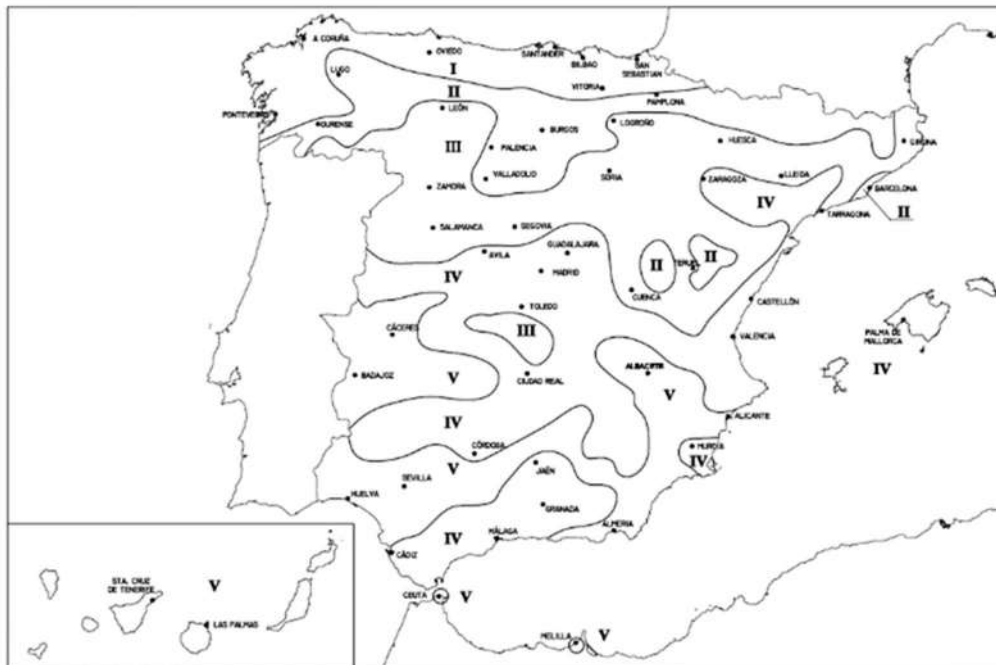 A CORUÑA
OVIEDO
SANTANDER
BILBAO
SAN
SEBASTIAN
LUGO
I
VITORIA
II
PAMPLONA
LEÓN
PONTEVEDRA
OURENSE
LOGROÑO
BURGOS
HUESCA
GIRONA
III
PALENCIA
SORIA
ZARAGOZA
LLEIDA
ZAMORA
VALLADOLID
BARCELONA
IV
TARRAGONA
II
SALAMANCA
SEGOVIA
AVILA
GUADALAJARA
II
TERUEL
II
IV
MADRID
CUENCA
TOLEDO
CASTELLÓN
CÁCERES
III
VALENCIA
PALMA DE
MALLORCA
IV
BADAJOZ
V
CIUDAD REAL
ALBACETE
V
IV
ALICANTE
CÓRDOBA
MURCIA
IV
V
JAÉN
SEVILLA
HUELVA
GRANADA
ALMERIA
MÁLAGA
IV
CÁDIZ
CEUTA
V
MELILLA
V
STA. CRUZ
DE TENERIFE
V
LAS PALMAS